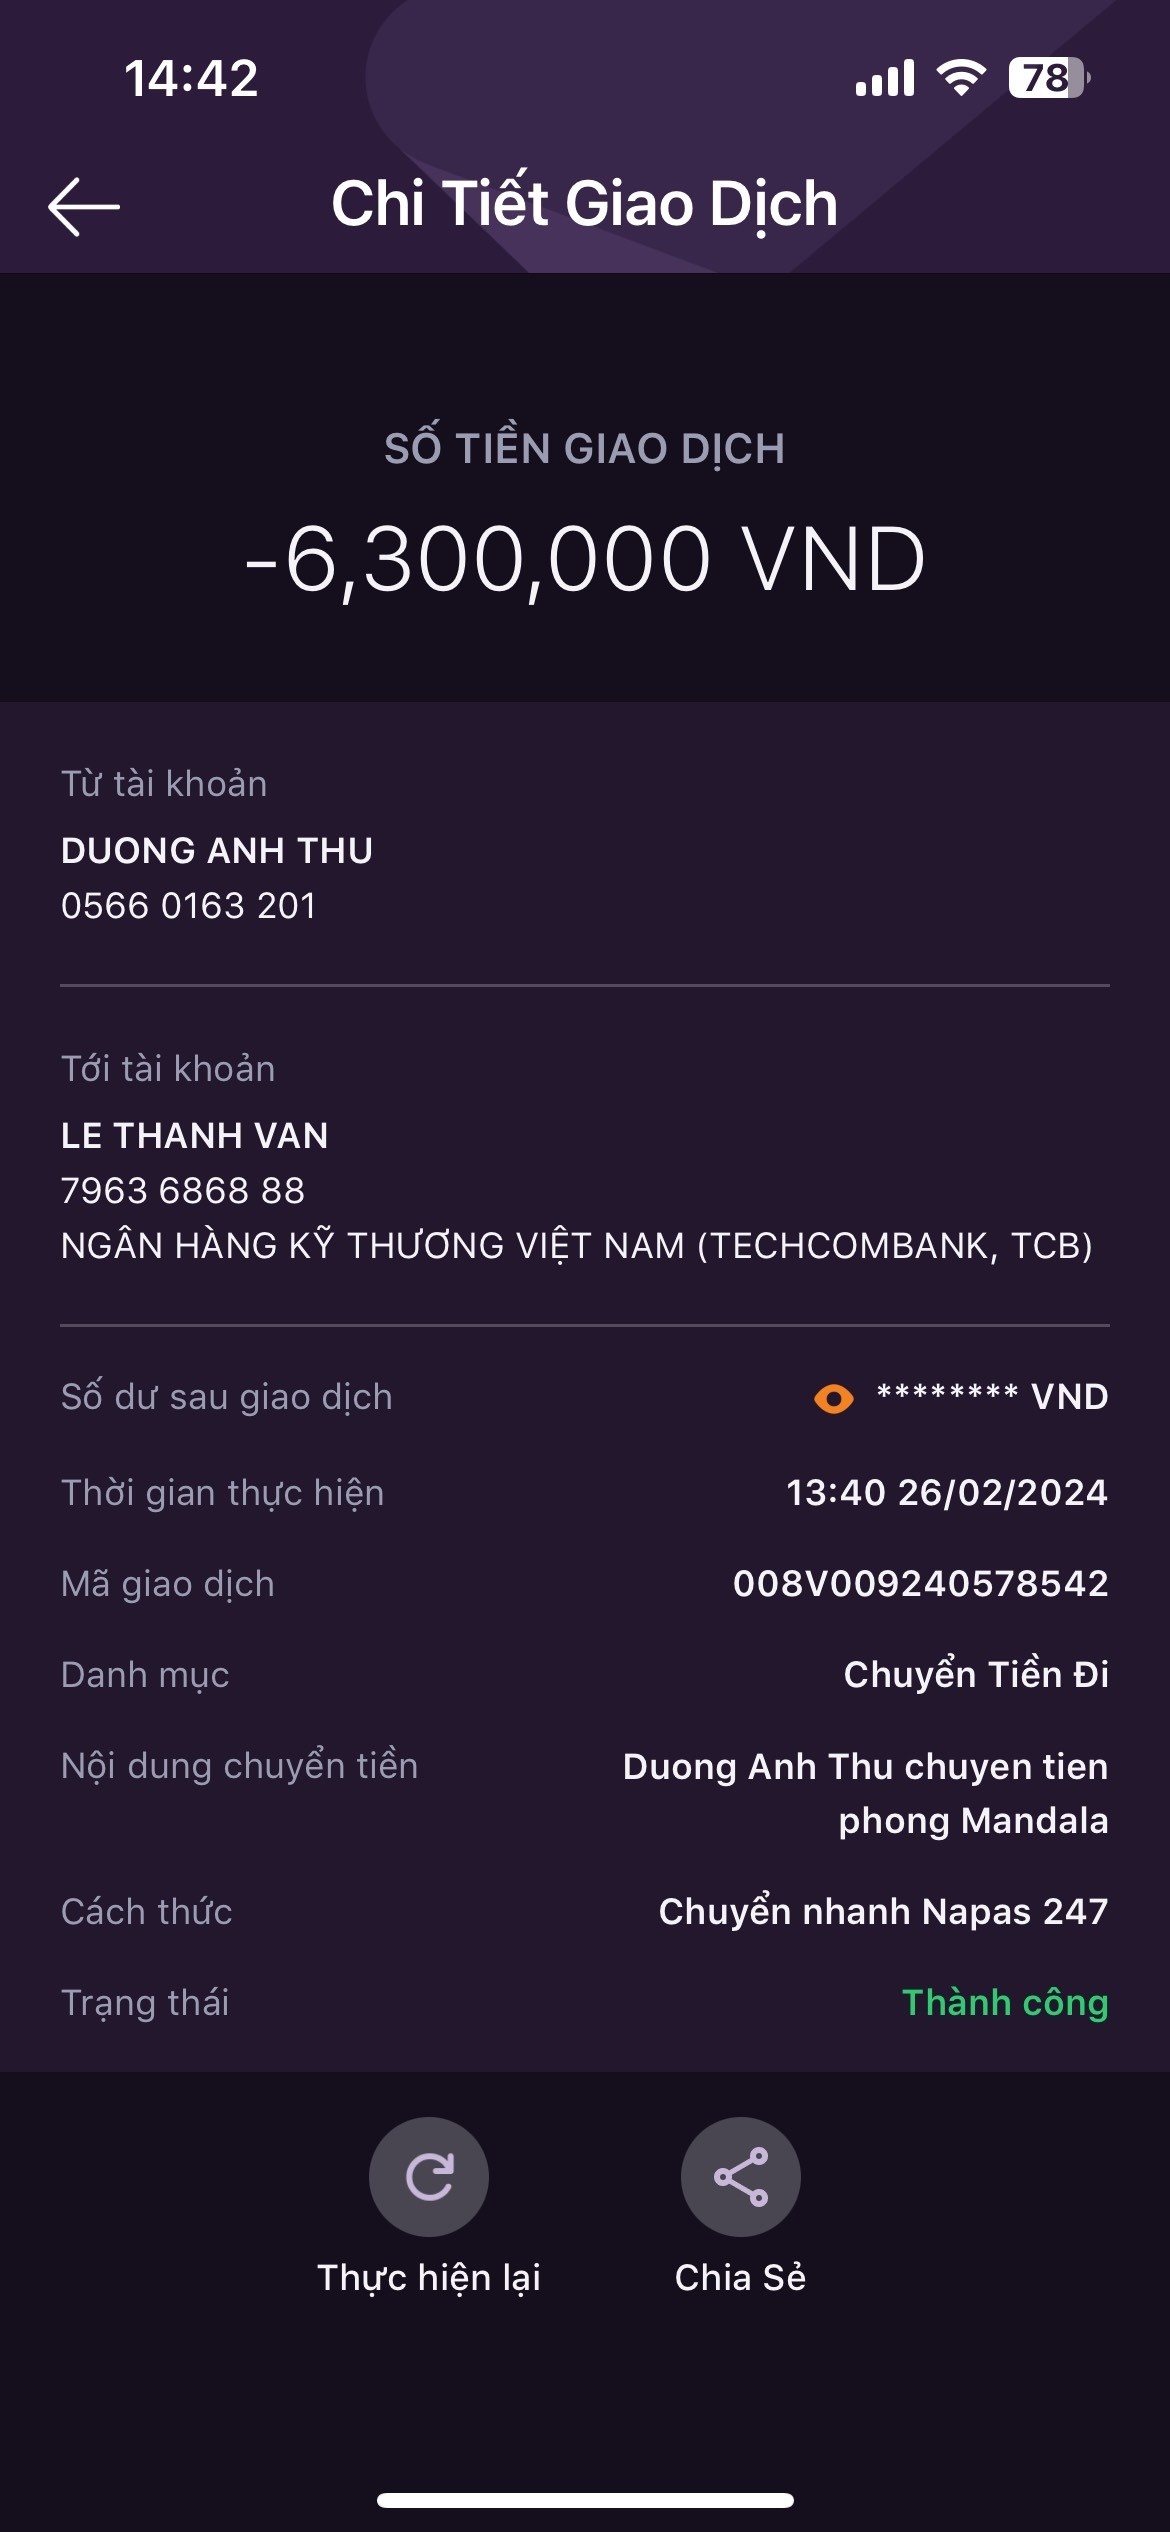 14:42
78
Chi Tiết Giao Dịch
SỐ TIỀN GIAO DỊCH
-6,300,000 VND
Từ tài khoản
DUONG ANH THU
0566 0163 201
Tới tài khoản
LE THANH VAN
7963 6868 88
NGÂN HÀNG KỸ THƯƠNG VIỆT NAM (TECHCOMBANK, TCB)
Số dư sau giao dịch ******** VND
Thời gian thực hiện 13:40 26/02/2024
Mã giao dịch 008V009240578542
Danh mục Chuyển Tiền Đi
Nội dung chuyển tiền Duong Anh Thu chuyen tien
phong Mandala
Cách thức Chuyển nhanh Napas 247
Trạng thái Thành công
Thực hiện lại Chia Sẻ